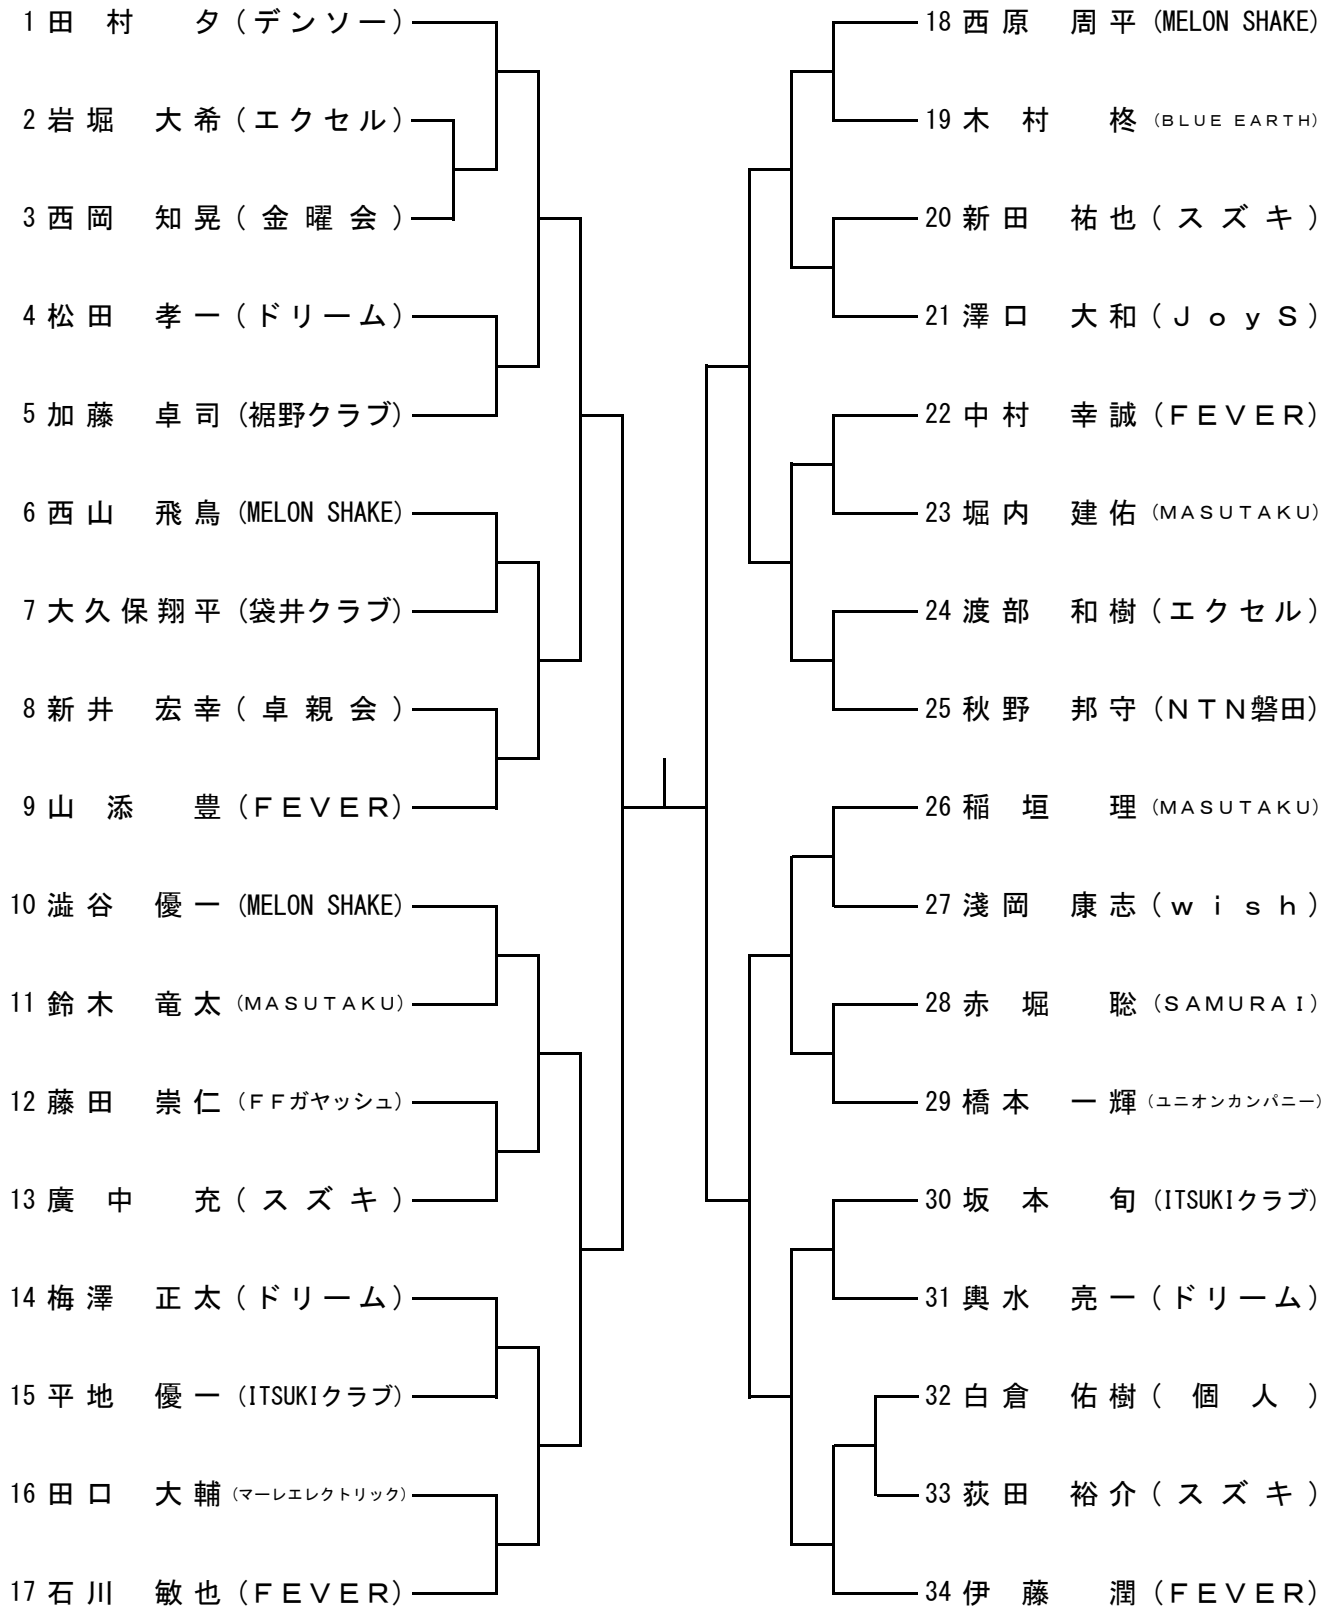 1 田村 夕 (デンソー)
2 岩堀 大希 (エクセル)
3 西岡 知晃 (金曜会)
4 松田 孝一 (ドリーム)
5 加藤 卓司 (裾野クラブ)
6 西山 飛鳥 (MELON SHAKE)
7 大久保翔平 (袋井クラブ)
8 新井 宏幸 (卓親会)
9 山添 豊 (FEVER)
10 澁谷 優一 (MELON SHAKE)
11 鈴木 竜太 (MASUTAKU)
12 藤田 崇仁 (FFガヤッシュ)
13 廣中 充 (スズキ)
14 梅澤 正太 (ドリーム)
15 平地 優一 (ITSUKIクラブ)
16 田口 大輔 (マーレエレクトリック)
17 石川 敏也 (FEVER)
18 西原 周平 (MELON SHAKE)
19 木村 柊 (BLUE EARTH)
20 新田 祐也 (スズキ)
21 澤口 大和 (JoyS)
22 中村 幸誠 (FEVER)
23 堀内 建佑 (MASUTAKU)
24 渡部 和樹 (エクセル)
25 秋野 邦守 (NTN磐田)
26 稲垣 理 (MASUTAKU)
27 淺岡 康志 (wish)
28 赤堀 聡 (SAMURAI)
29 橋本 一輝 (ユニオンカンパニー)
30 坂本 旬 (ITSUKIクラブ)
31 輿水 亮一 (ドリーム)
32 白倉 佑樹 (個人)
33 荻田 裕介 (スズキ)
34 伊藤 潤 (FEVER)